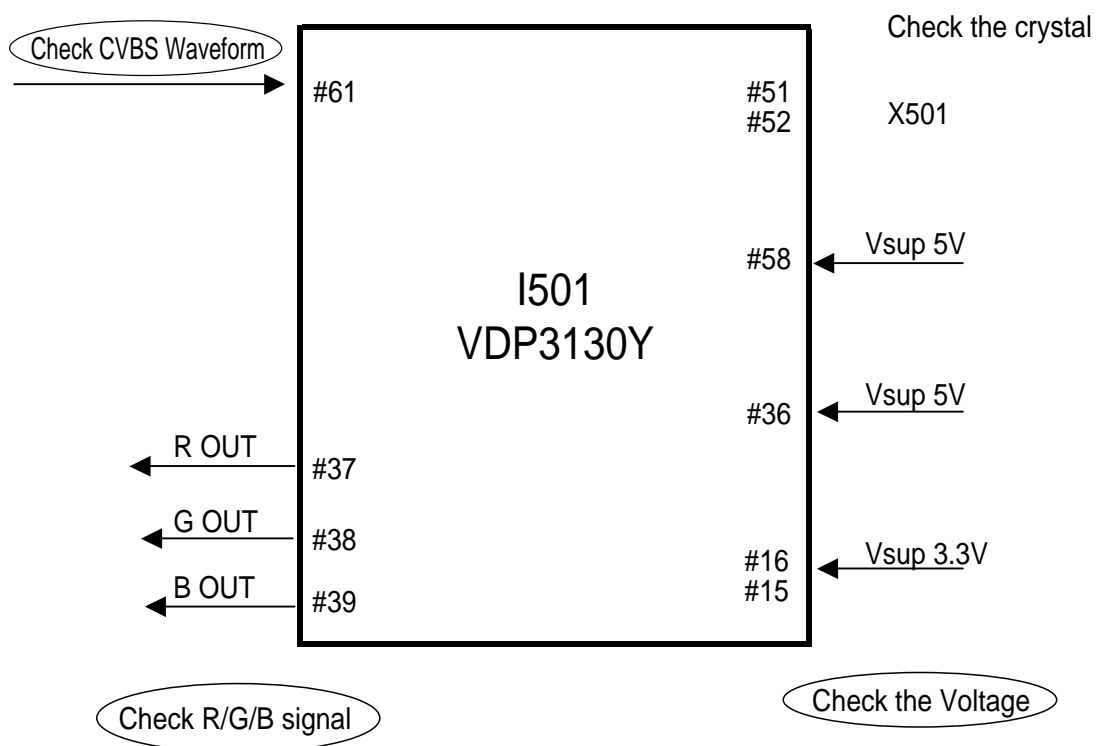 Check CVBS Waveform
Check the crystal
#61
#51
#52
X501
#58
Vsup 5V
I501
VDP3130Y
#36
Vsup 5V
R OUT
#37
G OUT
#38
B OUT
#39
#16
#15
Vsup 3.3V
Check R/G/B signal
Check the Voltage